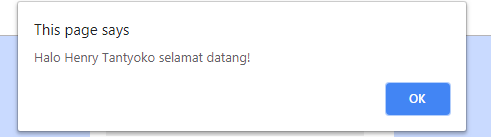 This page says
Halo Henry Tantyoko selamat datang!
OK